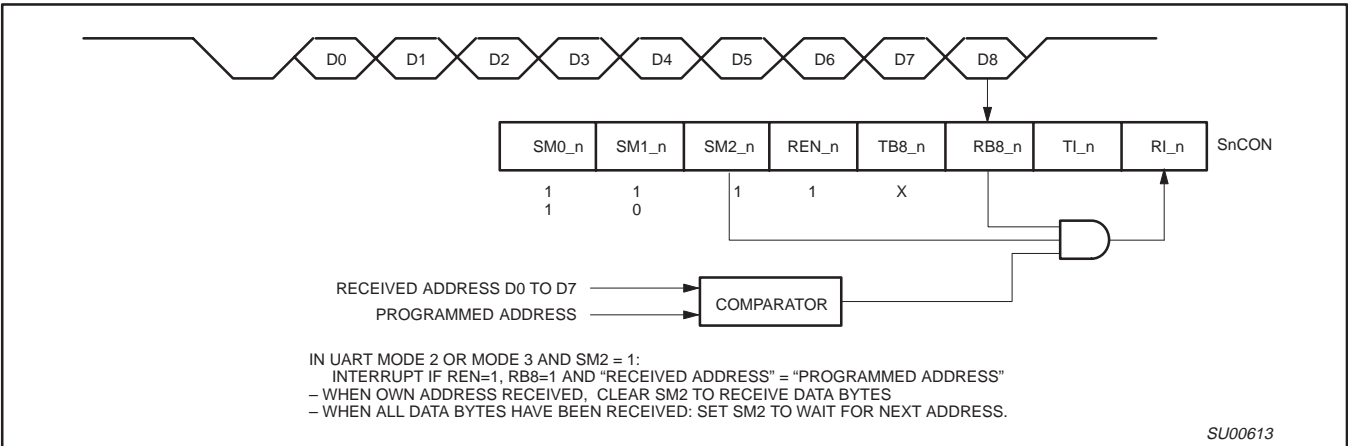 D0 D1 D2 D3 D4 D5 D6 D7 D8
SM0_n SM1_n SM2_n REN_n TB8_n RB8_n TI_n RI_n SnCON
1 1 1 1 X
1 0
RECEIVED ADDRESS D0 TO D7
COMPARATOR
PROGRAMMED ADDRESS
IN UART MODE 2 OR MODE 3 AND SM2 = 1:
INTERRUPT IF REN=1, RB8=1 AND “RECEIVED ADDRESS” = “PROGRAMMED ADDRESS”
– WHEN OWN ADDRESS RECEIVED, CLEAR SM2 TO RECEIVE DATA BYTES
– WHEN ALL DATA BYTES HAVE BEEN RECEIVED: SET SM2 TO WAIT FOR NEXT ADDRESS.
SU00613